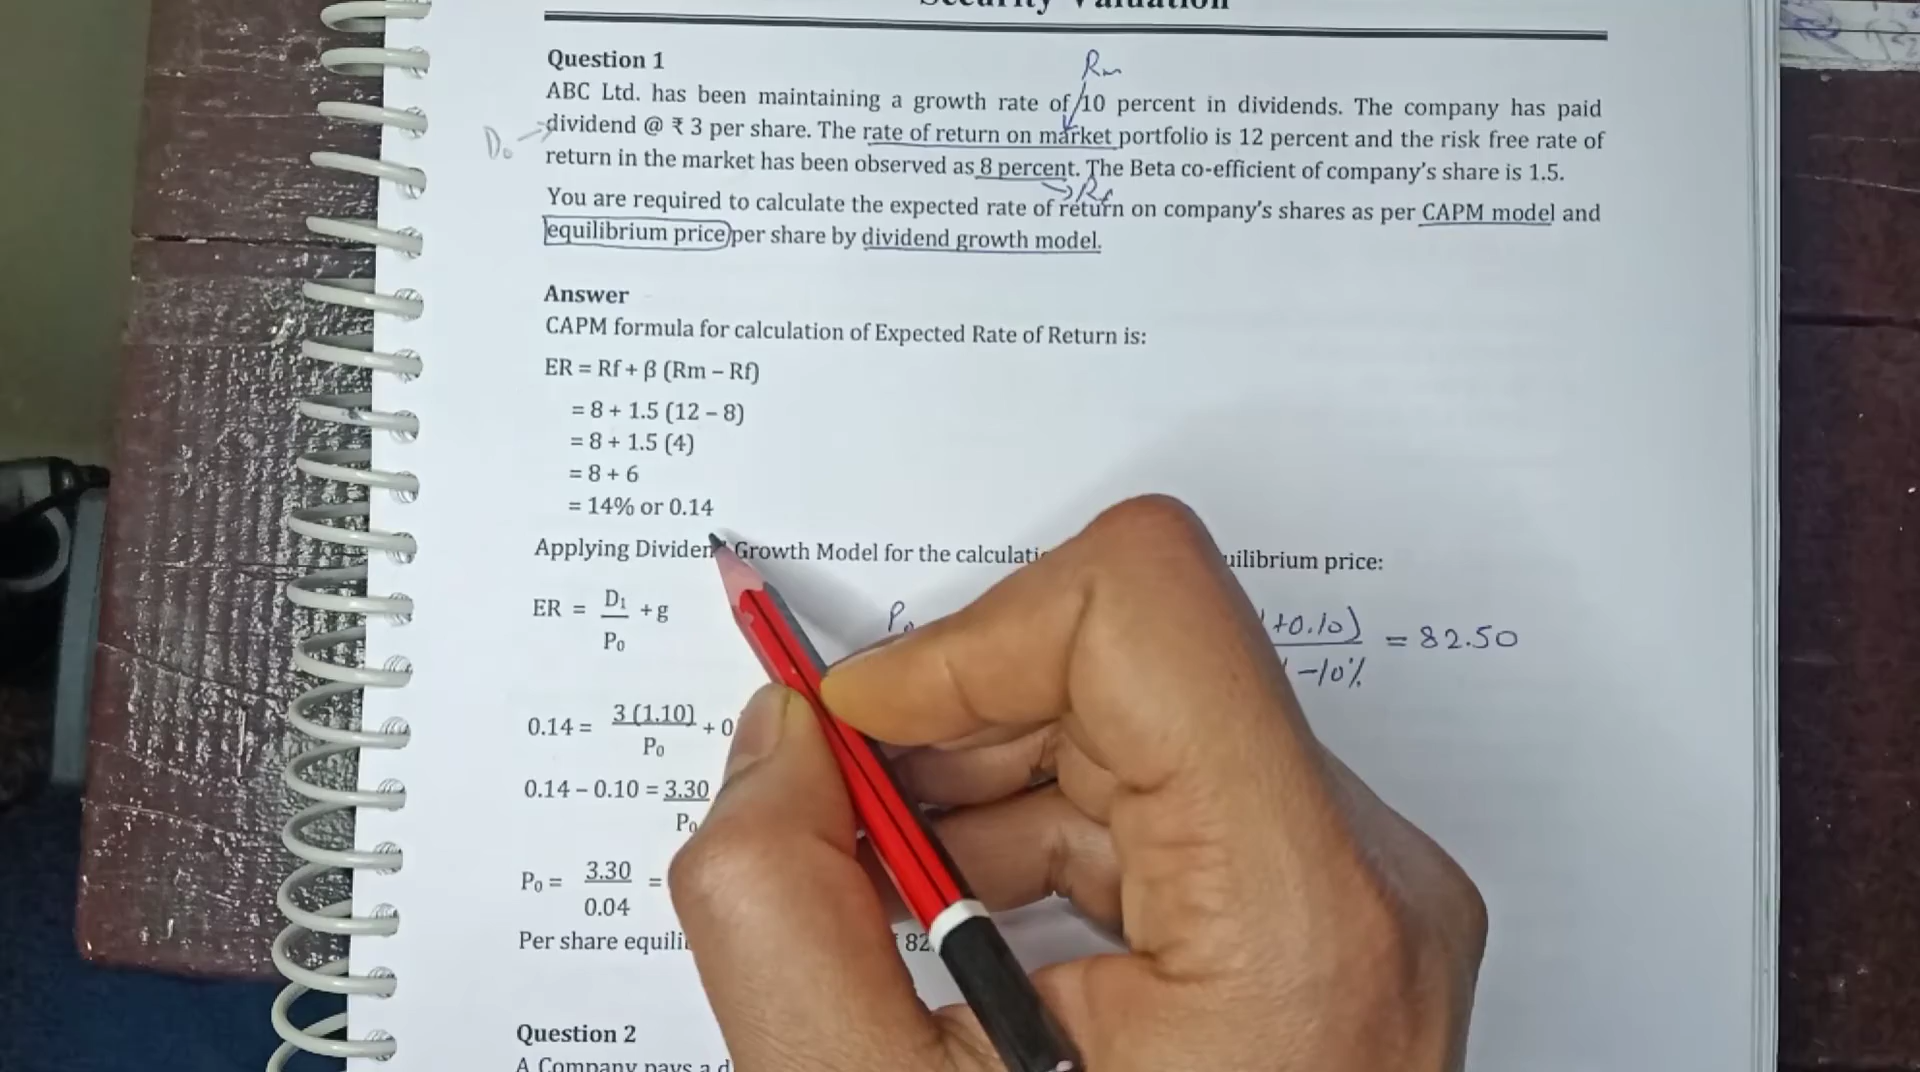 Security Valuation
Question 1
Rm
ABC Ltd. has been maintaining a growth rate of 10 percent in dividends. The company has paid
D₀
dividend @ ₹ 3 per share. The rate of return on market portfolio is 12 percent and the risk free rate of
return in the market has been observed as 8 percent. The Beta co-efficient of company's share is 1.5.
Rf
You are required to calculate the expected rate of return on company's shares as per CAPM model and
equilibrium price per share by dividend growth model.
Answer
CAPM formula for calculation of Expected Rate of Return is:
ER = Rf + β (Rm – Rf)
= 8 + 1.5 (12 – 8)
= 8 + 1.5 (4)
= 8 + 6
= 14% or 0.14
Applying Growth Model for the price:
ER = D₁ + g
P₀
P₀
+0.10) = 82.50
-10%
0.14 = 3 (1.10) + 0
P₀
0.14 – 0.10 = 3.30
P₀
P₀ = 3.30 =
0.04
Per share 82
Question 2
A Company pays a